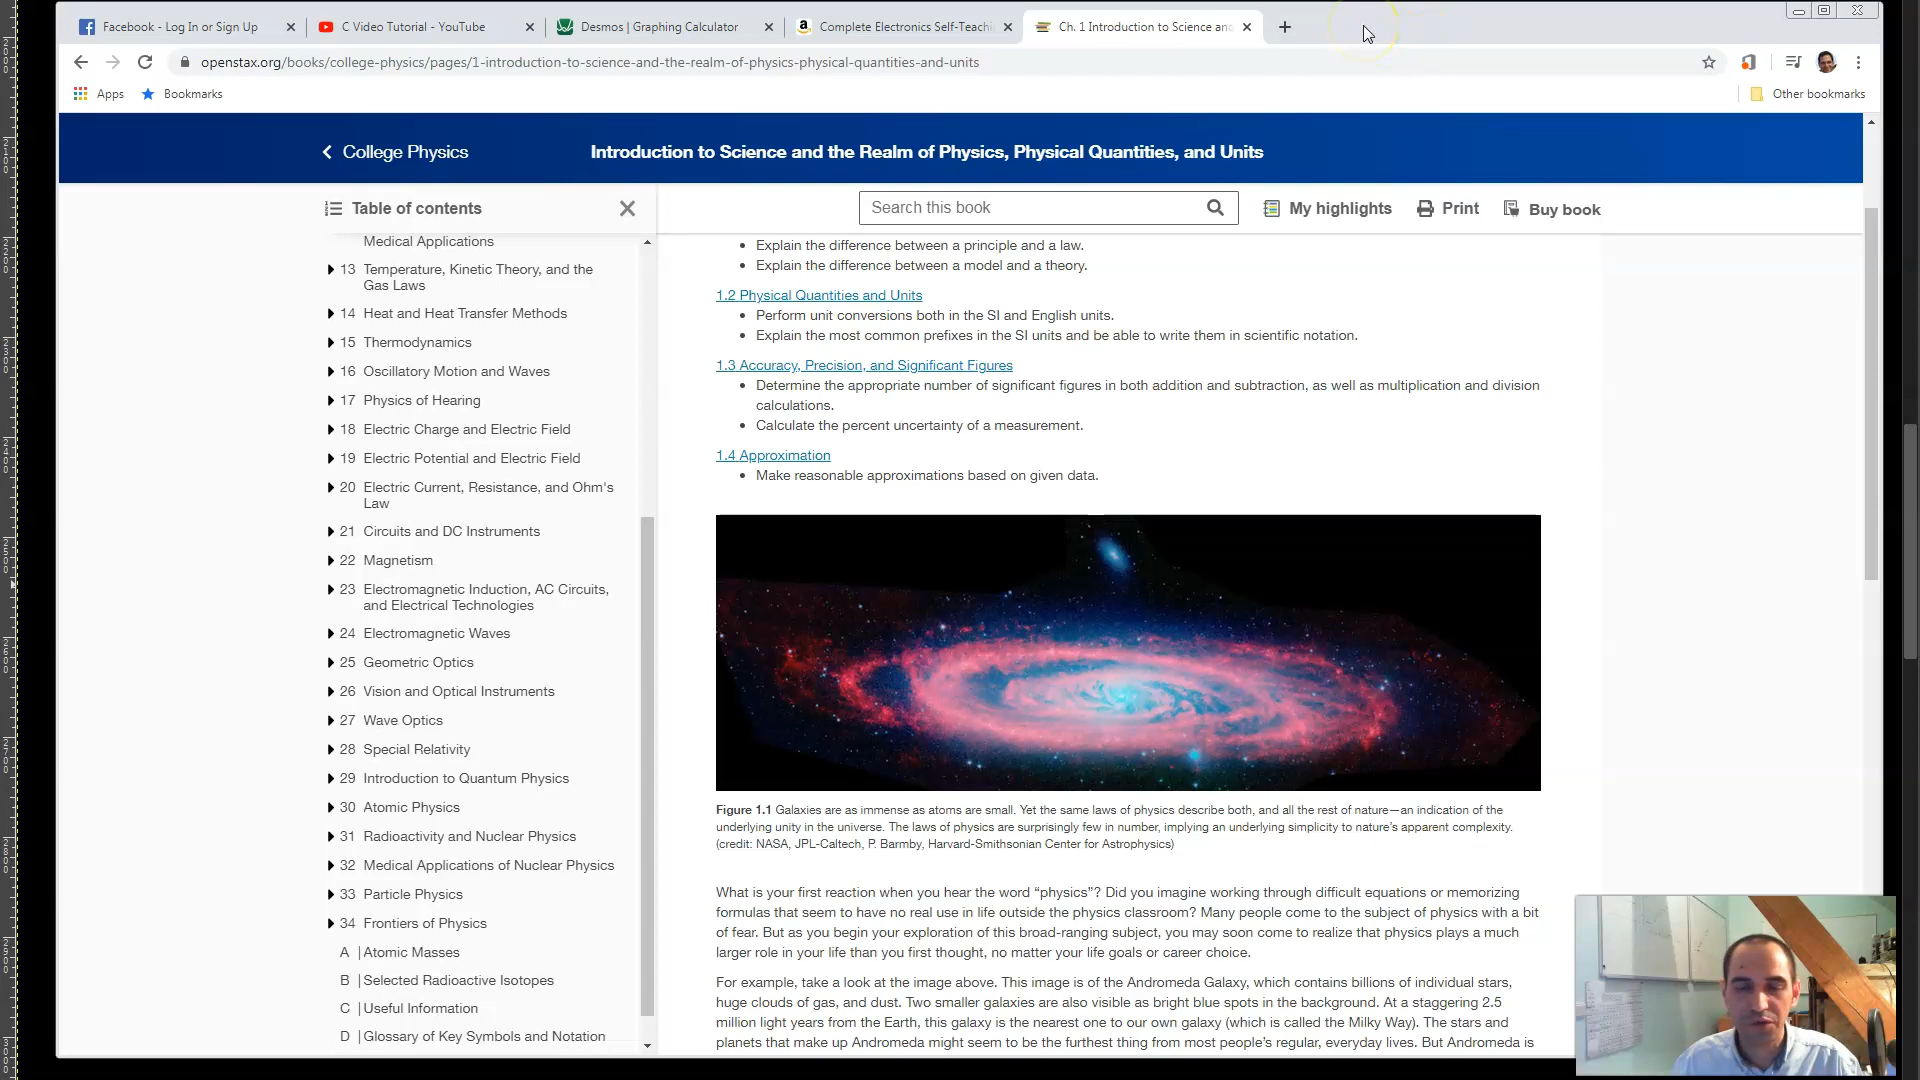 Facebook - Log In or Sign Up
C Video Tutorial - YouTube
Desmos | Graphing Calculator
Complete Electronics Self-Teachi
Ch. 1 Introduction to Science and
openstax.org/books/college-physics/pages/1-introduction-to-science-and-the-realm-of-physics-physical-quantities-and-units
Apps
Bookmarks
Other bookmarks
College Physics
Introduction to Science and the Realm of Physics, Physical Quantities, and Units
Table of contents
Search this book
My highlights
Print
Buy book
Medical Applications
13 Temperature, Kinetic Theory, and the
Gas Laws
14 Heat and Heat Transfer Methods
15 Thermodynamics
16 Oscillatory Motion and Waves
17 Physics of Hearing
18 Electric Charge and Electric Field
19 Electric Potential and Electric Field
20 Electric Current, Resistance, and Ohm's
Law
21 Circuits and DC Instruments
22 Magnetism
23 Electromagnetic Induction, AC Circuits,
and Electrical Technologies
24 Electromagnetic Waves
25 Geometric Optics
26 Vision and Optical Instruments
27 Wave Optics
28 Special Relativity
29 Introduction to Quantum Physics
30 Atomic Physics
31 Radioactivity and Nuclear Physics
32 Medical Applications of Nuclear Physics
33 Particle Physics
34 Frontiers of Physics
A | Atomic Masses
B | Selected Radioactive Isotopes
C | Useful Information
D | Glossary of Key Symbols and Notation
• Explain the difference between a principle and a law.
• Explain the difference between a model and a theory.
1.2 Physical Quantities and Units
• Perform unit conversions both in the SI and English units.
• Explain the most common prefixes in the SI units and be able to write them in scientific notation.
1.3 Accuracy, Precision, and Significant Figures
• Determine the appropriate number of significant figures in both addition and subtraction, as well as multiplication and division
calculations.
• Calculate the percent uncertainty of a measurement.
1.4 Approximation
• Make reasonable approximations based on given data.
Figure 1.1 Galaxies are as immense as atoms are small. Yet the same laws of physics describe both, and all the rest of nature—an indication of the
underlying unity in the universe. The laws of physics are surprisingly few in number, implying an underlying simplicity to nature's apparent complexity.
(credit: NASA, JPL-Caltech, P. Barmby, Harvard-Smithsonian Center for Astrophysics)
What is your first reaction when you hear the word “physics”? Did you imagine working through difficult equations or memorizing
formulas that seem to have no real use in life outside the physics classroom? Many people come to the subject of physics with a bit
of fear. But as you begin your exploration of this broad-ranging subject, you may soon come to realize that physics plays a much
larger role in your life than you first thought, no matter your life goals or career choice.
For example, take a look at the image above. This image is of the Andromeda Galaxy, which contains billions of individual stars,
huge clouds of gas, and dust. Two smaller galaxies are also visible as bright blue spots in the background. At a staggering 2.5
million light years from the Earth, this galaxy is the nearest one to our own galaxy (which is called the Milky Way). The stars and
planets that make up Andromeda might seem to be the furthest thing from most people's regular, everyday lives. But Andromeda is